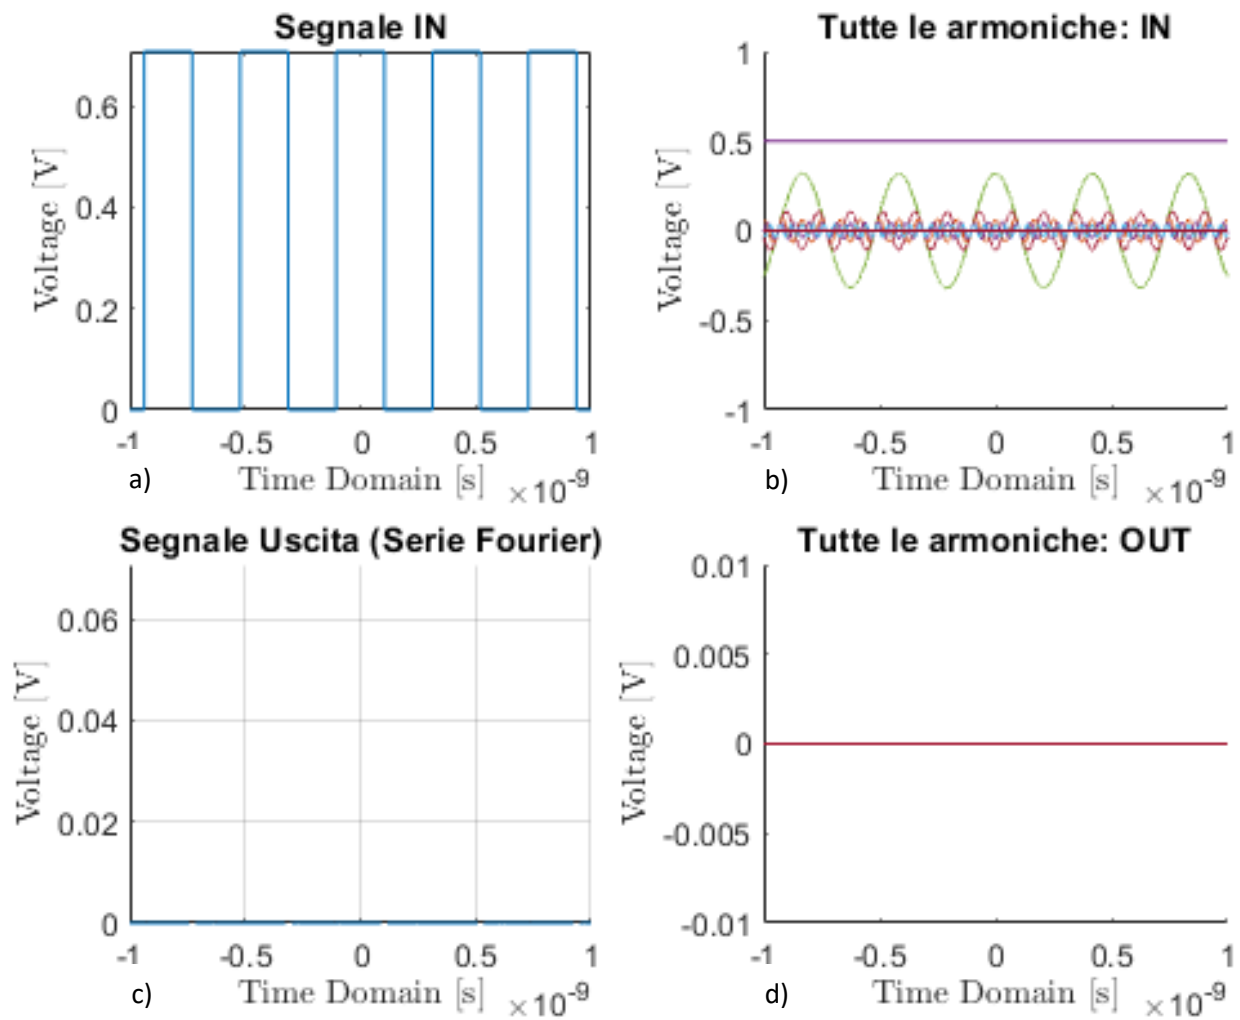 Segnale IN
Voltage [V]
0.6
0.4
0.2
0
-1 -0.5 0 0.5 1
a) Time Domain [s] ×10-9
Tutte le armoniche: IN
Voltage [V]
1
0.5
0
-0.5
-1
-1 -0.5 0 0.5 1
b) Time Domain [s] ×10-9
Segnale Uscita (Serie Fourier)
Voltage [V]
0.06
0.04
0.02
0
-1 -0.5 0 0.5 1
c) Time Domain [s] ×10-9
Tutte le armoniche: OUT
Voltage [V]
0.01
0.005
0
-0.005
-0.01
-1 -0.5 0 0.5 1
d) Time Domain [s] ×10-9